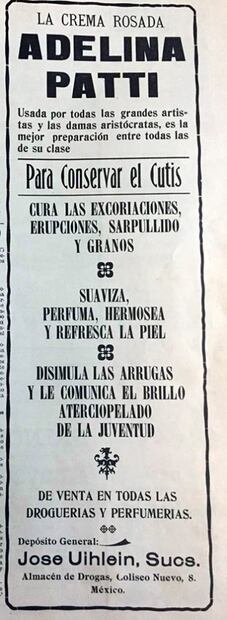 LA CREMA ROSADA
ADELINA
PATTI
Usada por todas las grandes artis-
tas y las damas aristócratas, es la
mejor preparación entre todas las
de su clase
Para Conservar el Cutis
CURA LAS EXCORIACIONES,
ERUPCIONES, SARPULLIDO
Y GRANOS
SUAVIZA,
PERFUMA, HERMOSEA
Y REFRESCA LA PIEL
DISIMULA LAS ARRUGAS
Y LE COMUNICA EL BRILLO
ATERCIOPELADO
DE LA JUVENTUD
DE VENTA EN TODAS LAS
DROGUERIAS Y PERFUMERIAS.
Depósito General:
Jose Uihlein, Sucs.
Almacén de Drogas, Coliseo Nuevo, 8.
México.